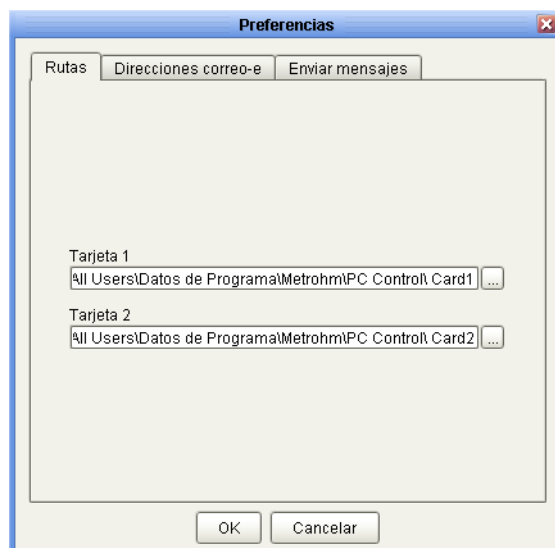 Preferencias
Rutas
Direcciones correo-e
Enviar mensajes
Tarjeta 1
All Users\Datos de Programa\Metrohm\PC Control\ Card1
...
Tarjeta 2
All Users\Datos de Programa\Metrohm\PC Control\ Card2
...
OK
Cancelar